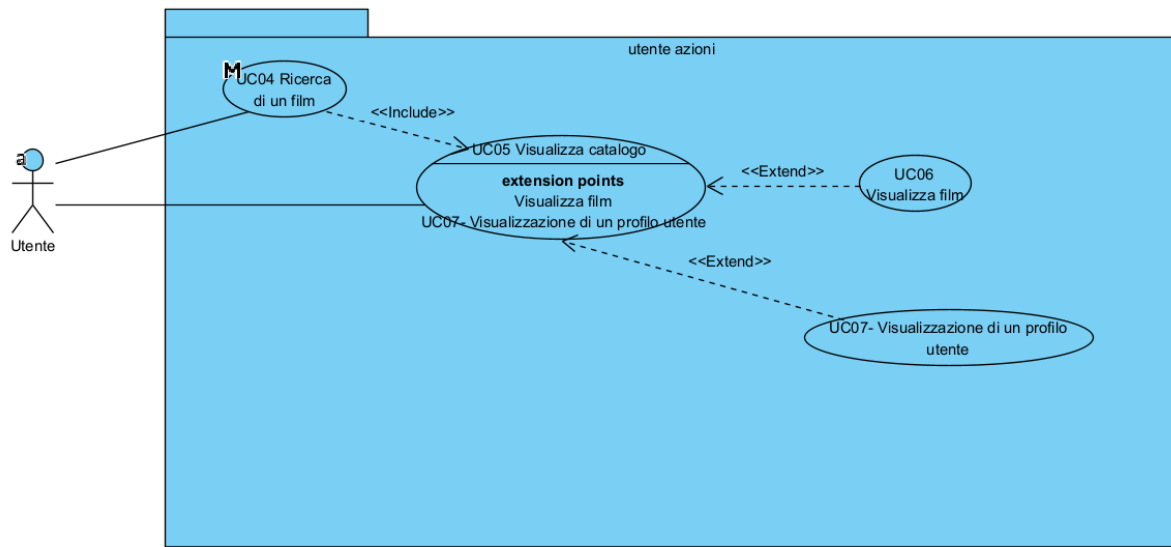 utente azioni
M
UC04 Ricerca
di un film
<<Include>>
a
Utente
UC05 Visualizza catalogo
extension points
Visualizza film
UC07- Visualizzazione di un profilo utente
<<Extend>>
UC06
Visualizza film
<<Extend>>
UC07- Visualizzazione di un profilo
utente